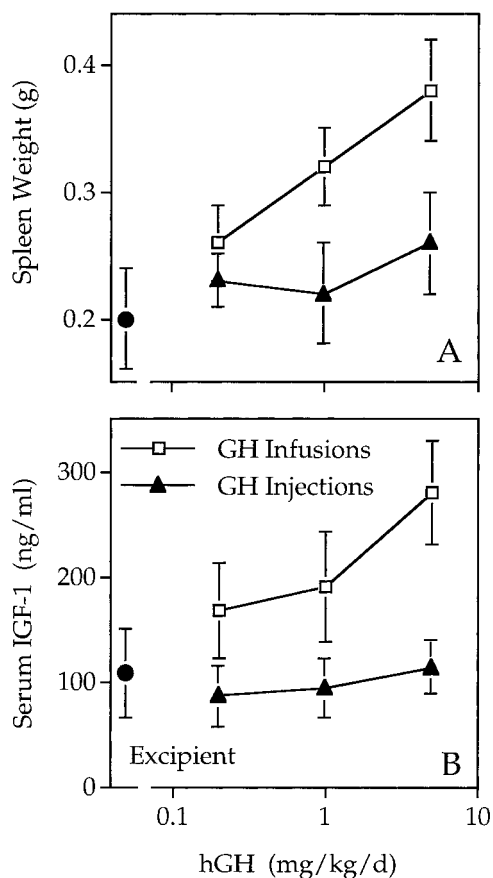 Spleen Weight (g)
0.4
0.3
0.2
A
GH Infusions
GH Injections
Serum IGF-1 (ng/ml)
300
200
100
0
Excipient
B
0.1
1
10
hGH (mg/kg/d)